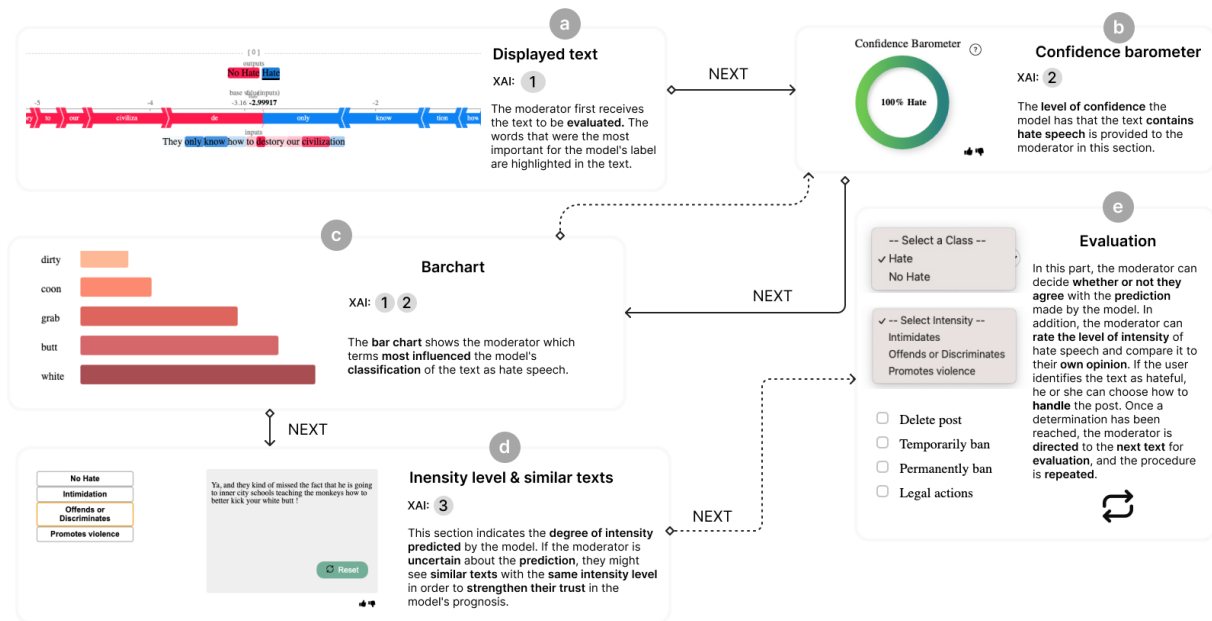 a
Displayed text
XAI: 1
The moderator first receives
the text to be evaluated. The
words that were the most
important for the model's label
are highlighted in the text.
[ 0 ]
outputs
No Hate Hate
-5 -4 -3.16 -2.99917 -2
to our civiliza de only know tion how
inputs
They only know how to destory our civilization
NEXT
b
Confidence Barometer ?
100% Hate
Confidence barometer
XAI: 2
The level of confidence the
model has that the text contains
hate speech is provided to the
moderator in this section.
NEXT
c
dirty
coon
grab
butt
white
Barchart
XAI: 1 2
The bar chart shows the moderator which
terms most influenced the model's
classification of the text as hate speech.
NEXT
d
No Hate
Intimidation
Offends or
Discriminates
Promotes violence
Ya, and they kind of missed the fact that he is going
to inner city schools teaching the monkeys how to
better kick your white butt !
Reset
Inensity level & similar texts
XAI: 3
This section indicates the degree of intensity
predicted by the model. If the moderator is
uncertain about the prediction, they might
see similar texts with the same intensity level
in order to strengthen their trust in the
model's prognosis.
NEXT
e
-- Select a Class --
✓ Hate
No Hate
✓ -- Select Intensity --
Intimidates
Offends or Discriminates
Promotes violence
Delete post
Temporarily ban
Permanently ban
Legal actions
Evaluation
In this part, the moderator can
decide whether or not they
agree with the prediction
made by the model. In
addition, the moderator can
rate the level of intensity of
hate speech and compare it to
their own opinion. If the user
identifies the text as hateful,
he or she can choose how to
handle the post. Once a
determination has been
reached, the moderator is
directed to the next text for
evaluation, and the procedure
is repeated.